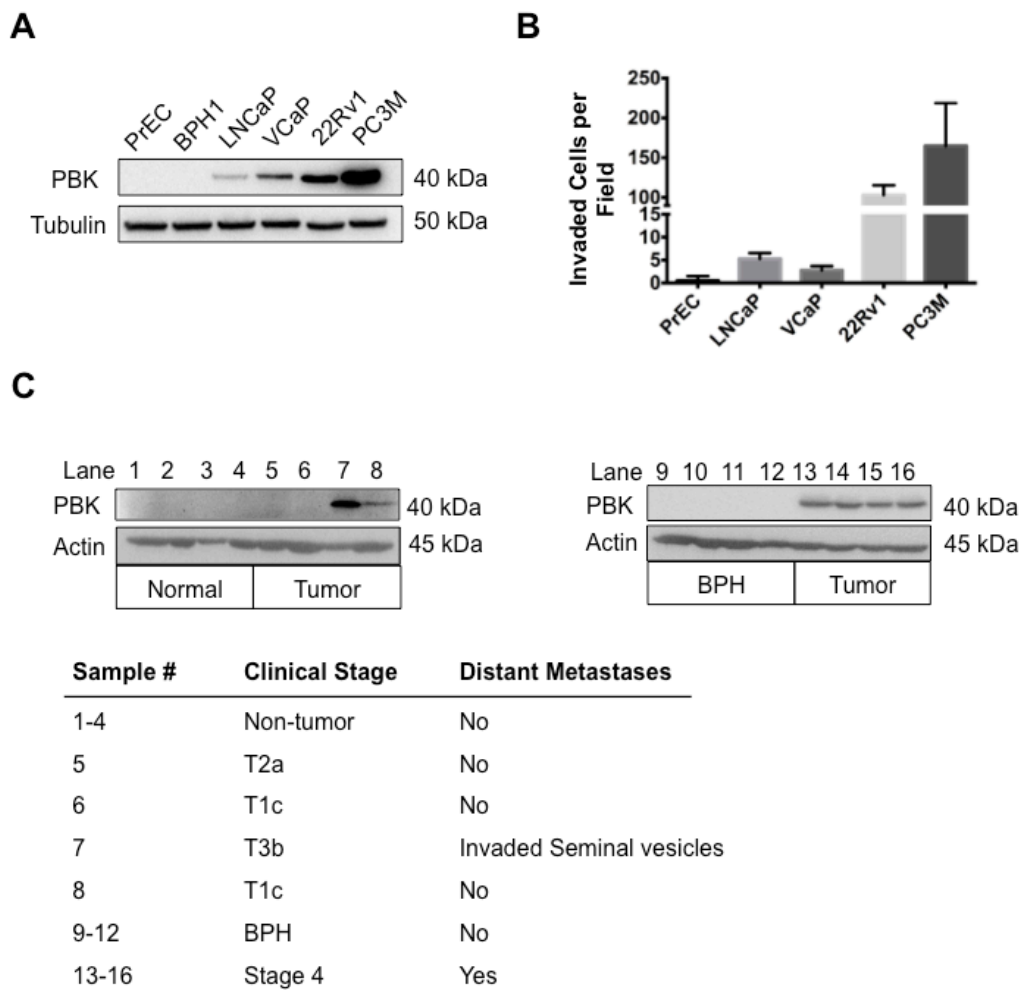 A
PrEC BPH1 LNCaP VCaP 22Rv1 PC3M
PBK 40 kDa
Tubulin 50 kDa
B
Invaded Cells per
Field
250
200
150
100
15
10
5
0
PrEC LNCaP VCaP 22Rv1 PC3M
C
Lane 1 2 3 4 5 6 7 8
PBK 40 kDa
Actin 45 kDa
Normal Tumor
Lane 9 10 11 12 13 14 15 16
PBK 40 kDa
Actin 45 kDa
BPH Tumor
Sample # Clinical Stage Distant Metastases
1-4 Non-tumor No
5 T2a No
6 T1c No
7 T3b Invaded Seminal vesicles
8 T1c No
9-12 BPH No
13-16 Stage 4 Yes